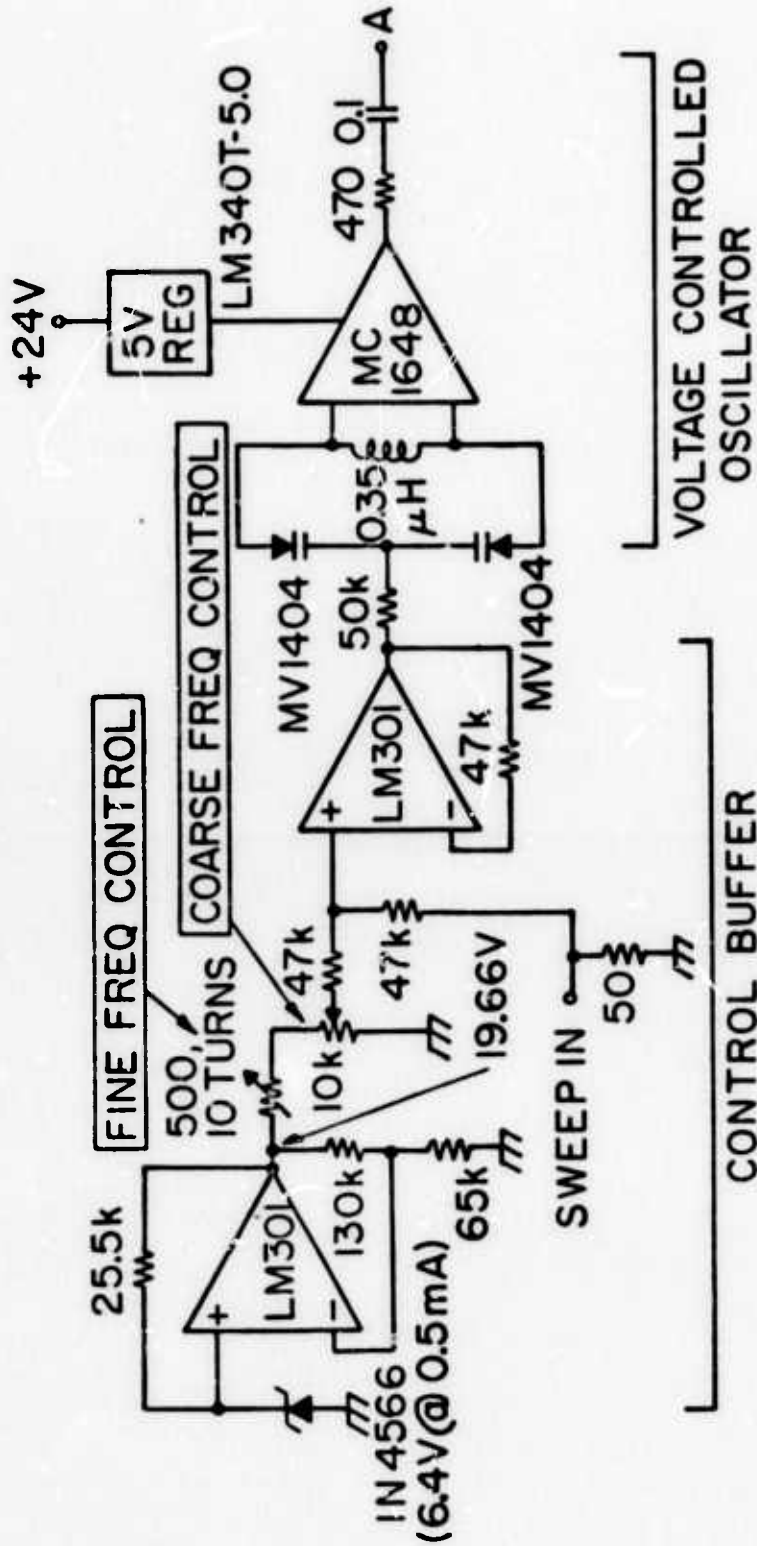 FINE FREQ CONTROL
COARSE FREQ CONTROL
+24V
5V
REG
LM340T-5.0
25.5k
LM301
+
-
1N4566
(6.4V@0.5mA)
130k
65k
500,
10 TURNS
10k
47k
47k
19.66V
SWEEP IN
50
LM301
+
-
47k
50k
MV1404
MV1404
0.35
μH
MC
1648
470 0.1
A
CONTROL BUFFER
VOLTAGE CONTROLLED
OSCILLATOR